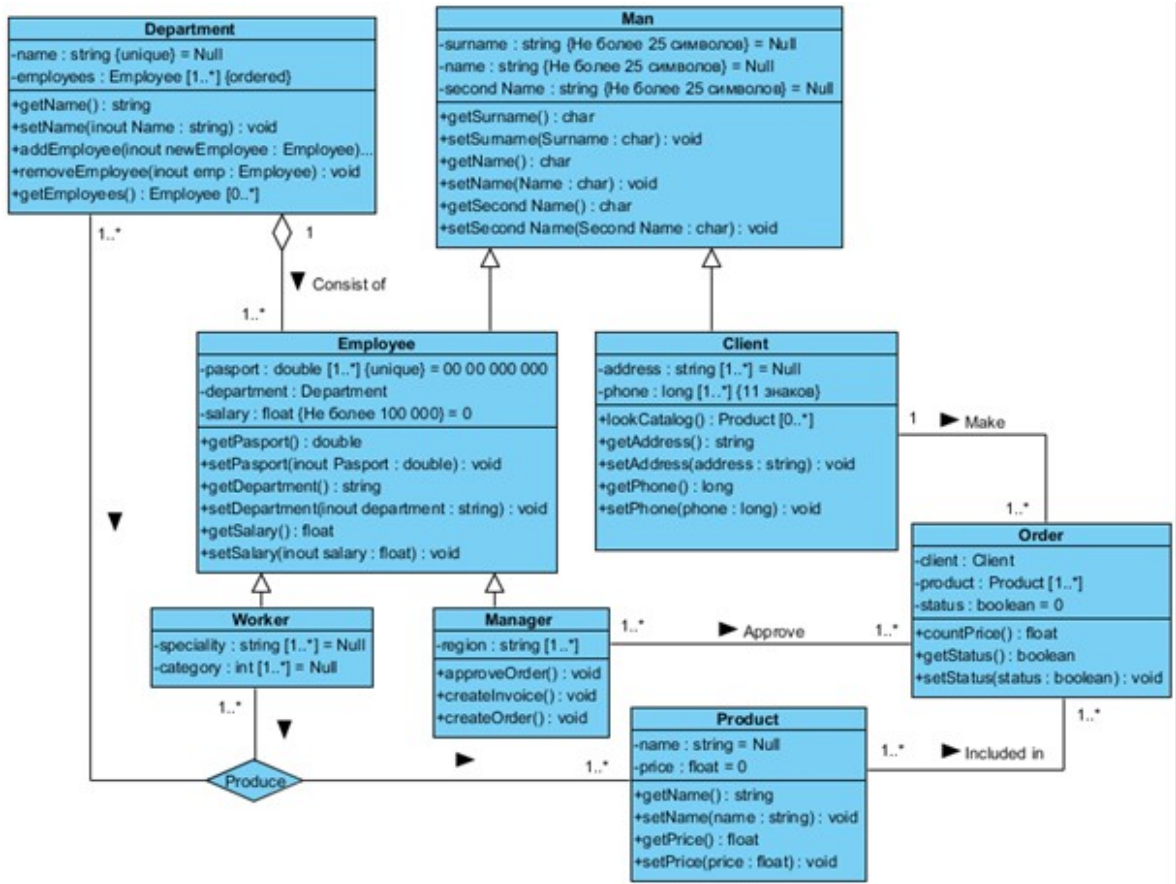 Department
-name : string {unique} = Null
-employees : Employee [1..*] {ordered}
+getName() : string
+setName(inout Name : string) : void
+addEmployee(inout newEmployee : Employee)...
+removeEmployee(inout emp : Employee) : void
+getEmployees() : Employee [0..*]
Man
-surname : string {Не более 25 символов} = Null
-name : string {Не более 25 символов} = Null
-second Name : string {Не более 25 символов} = Null
+getSurname() : char
+setSurname(Surname : char) : void
+getName() : char
+setName(Name : char) : void
+getSecond Name() : char
+setSecond Name(Second Name : char) : void
1..*
1
Consist of
1..*
Employee
-pasport : double [1..*] {unique} = 00 00 000 000
-department : Department
-salary : float {Не более 100 000} = 0
+getPasport() : double
+setPasport(inout Pasport : double) : void
+getDepartment() : string
+setDepartment(inout department : string) : void
+getSalary() : float
+setSalary(inout salary : float) : void
Client
-address : string [1..*] = Null
-phone : long [1..*] {11 знаков}
+lookCatalog() : Product [0..*]
+getAddress() : string
+setAddress(address : string) : void
+getPhone() : long
+setPhone(phone : long) : void
1
Make
1..*
Order
-client : Client
-product : Product [1..*]
-status : boolean = 0
+countPrice() : float
+getStatus() : boolean
+setStatus(status : boolean) : void
Worker
-speciality : string [1..*] = Null
-category : int [1..*] = Null
Manager
-region : string [1..*]
+approveOrder() : void
+createInvoice() : void
+createOrder() : void
1..*
Approve
1..*
1..*
Produce
1..*
Product
-name : string = Null
-price : float = 0
+getName() : string
+setName(name : string) : void
+getPrice() : float
+setPrice(price : float) : void
1..*
Included in
1..*